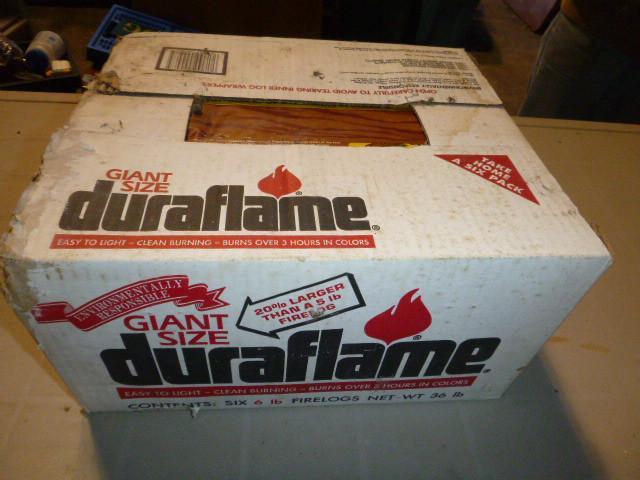 OPEN CAREFULLY TO AVOID TEARING INNER LOG WRAPPERS
ENVIRONMENTALLY RESPONSIBLE
TAKE
HOME
A SIX PACK
GIANT
SIZE
duraflame®
EASY TO LIGHT – CLEAN BURNING – BURNS OVER 3 HOURS IN COLORS
ENVIRONMENTALLY
RESPONSIBLE
20% LARGER
THAN A 5 lb
FIRELOG
GIANT
SIZE
duraflame®
EASY TO LIGHT – CLEAN BURNING – BURNS OVER 3 HOURS IN COLORS
CONTENTS: SIX 6 lb FIRELOGS NET WT 36 lb